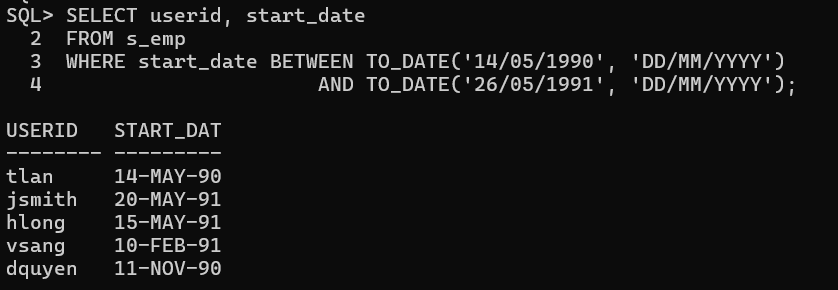 SQL> SELECT userid, start_date
  2  FROM s_emp
  3  WHERE start_date BETWEEN TO_DATE('14/05/1990', 'DD/MM/YYYY')
  4                       AND TO_DATE('26/05/1991', 'DD/MM/YYYY');

USERID   START_DAT
-------- ---------
tlan     14-MAY-90
jsmith   20-MAY-91
hlong    15-MAY-91
vsang    10-FEB-91
dquyen   11-NOV-90